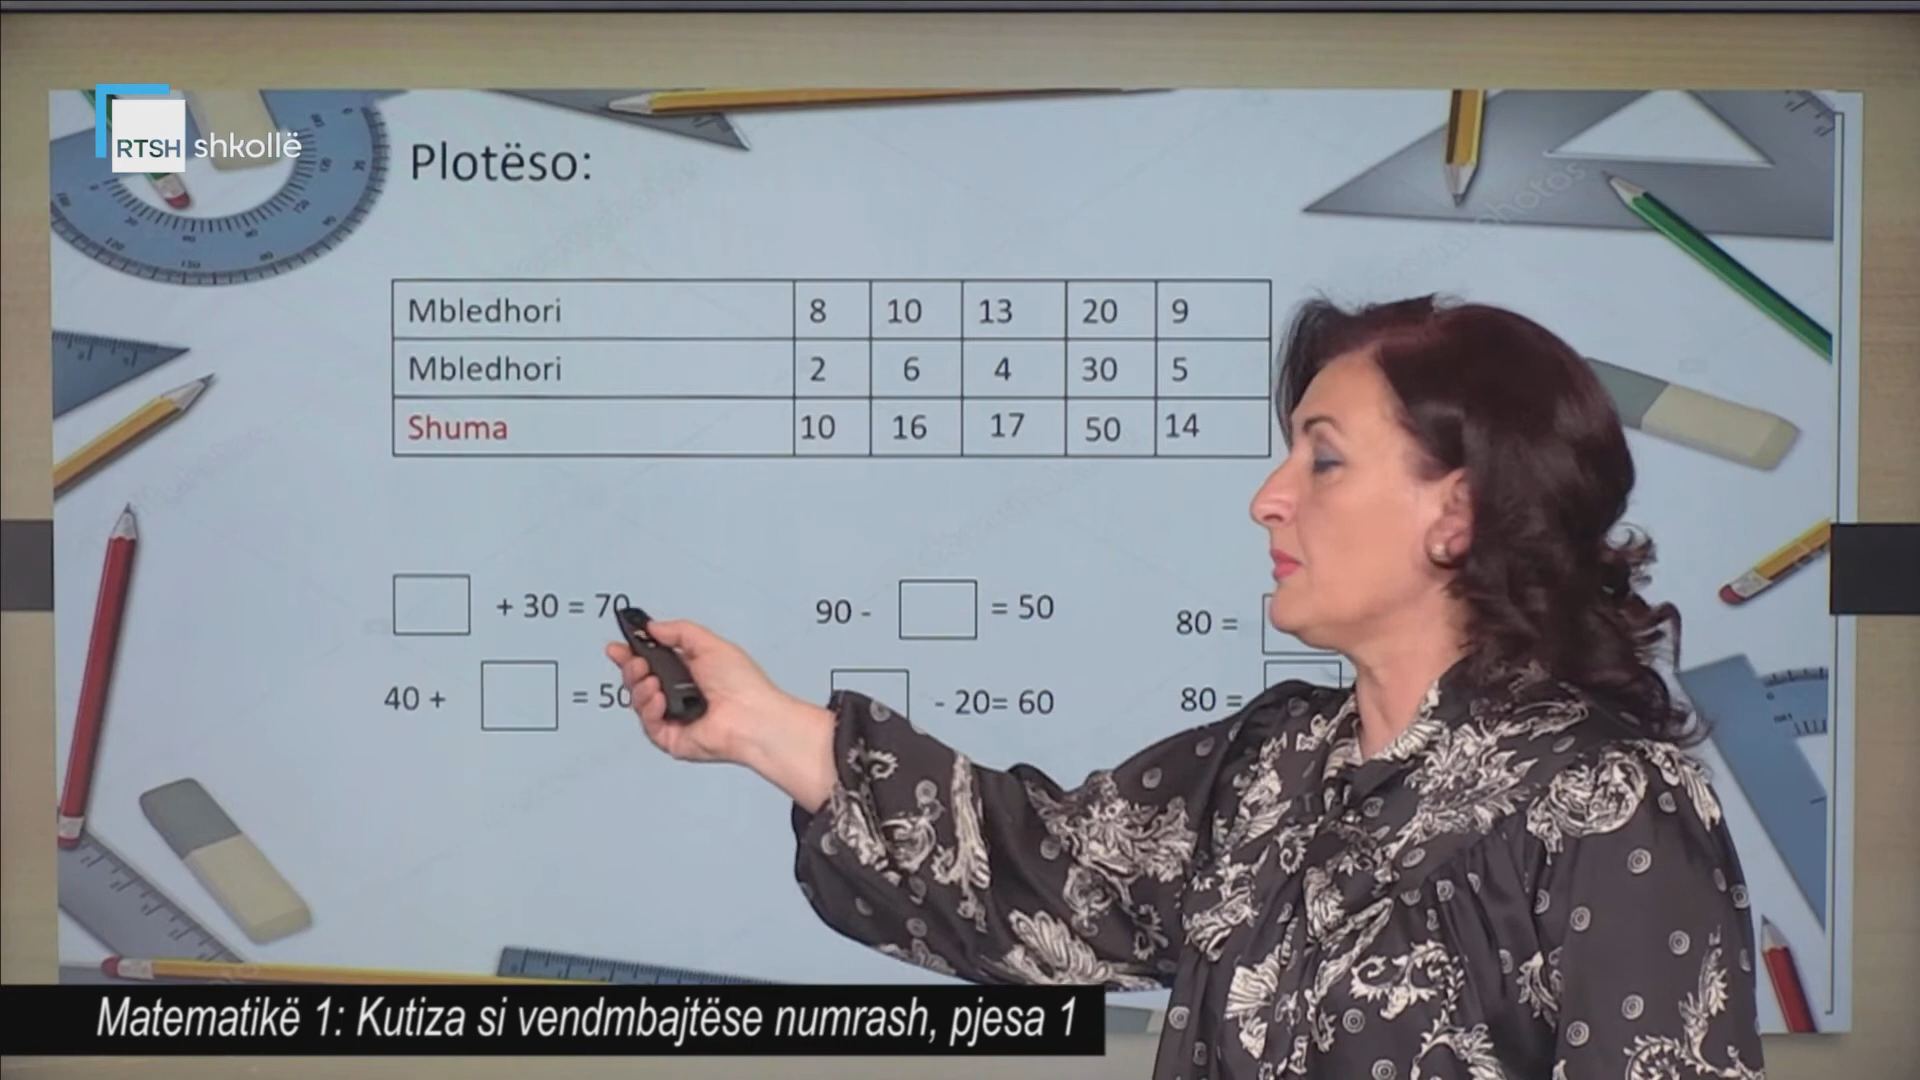 RTSH shkollë
Plotëso:
Mbledhori 8 10 13 20 9
Mbledhori 2 6 4 30 5
Shuma 10 16 17 50 14
+ 30 = 70
90 - = 50
80 =
40 + = 50
- 20= 60
80 =
Matematikë 1: Kutiza si vendmbajtëse numrash, pjesa 1